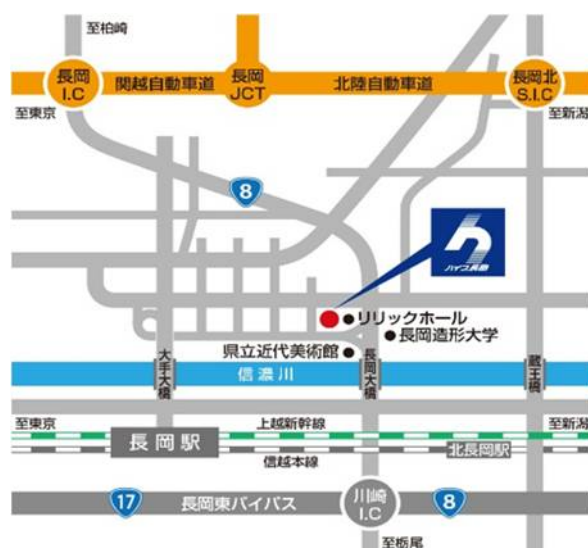 至柏崎
長岡
I.C
関越自動車道
長岡
JCT
北陸自動車道
長岡北
S.I.C
至東京
至新潟
8
ハイブ長岡
リリックホール
長岡造形大学
県立近代美術館
大手大橋
信濃川
長岡大橋
蔵王橋
至東京
上越新幹線
至新潟
長岡駅
信越本線
北長岡駅
17
長岡東バイパス
川崎
I.C
8
至栃尾